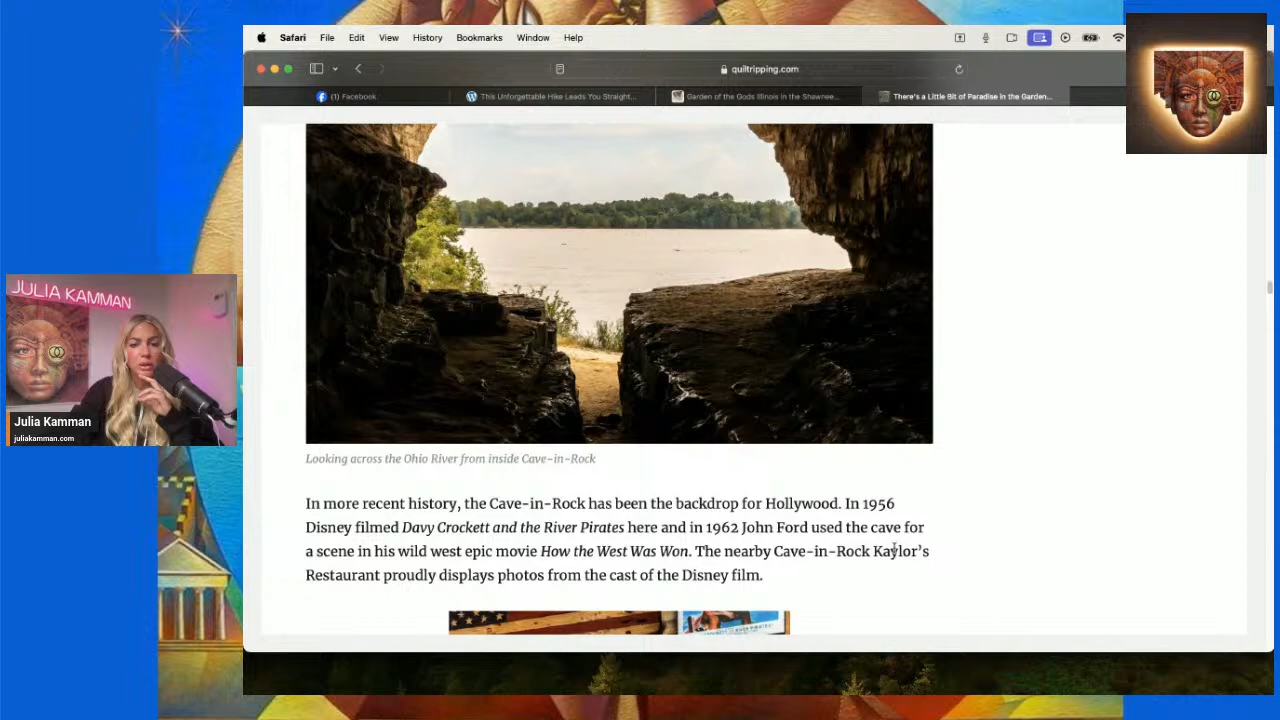 Safari File Edit View History Bookmarks Window Help
quiltripping.com
(1) Facebook
This Unforgettable Hike Leads You Straight...
Garden of the Gods Illinois in the Shawnee...
There's a Little Bit of Paradise in the Garden...
JULIA KAMMAN
Julia Kamman
juliakamman.com
Looking across the Ohio River from inside Cave-in-Rock
In more recent history, the Cave-in-Rock has been the backdrop for Hollywood. In 1956
Disney filmed Davy Crockett and the River Pirates here and in 1962 John Ford used the cave for
a scene in his wild west epic movie How the West Was Won. The nearby Cave-in-Rock Kaylor's
Restaurant proudly displays photos from the cast of the Disney film.